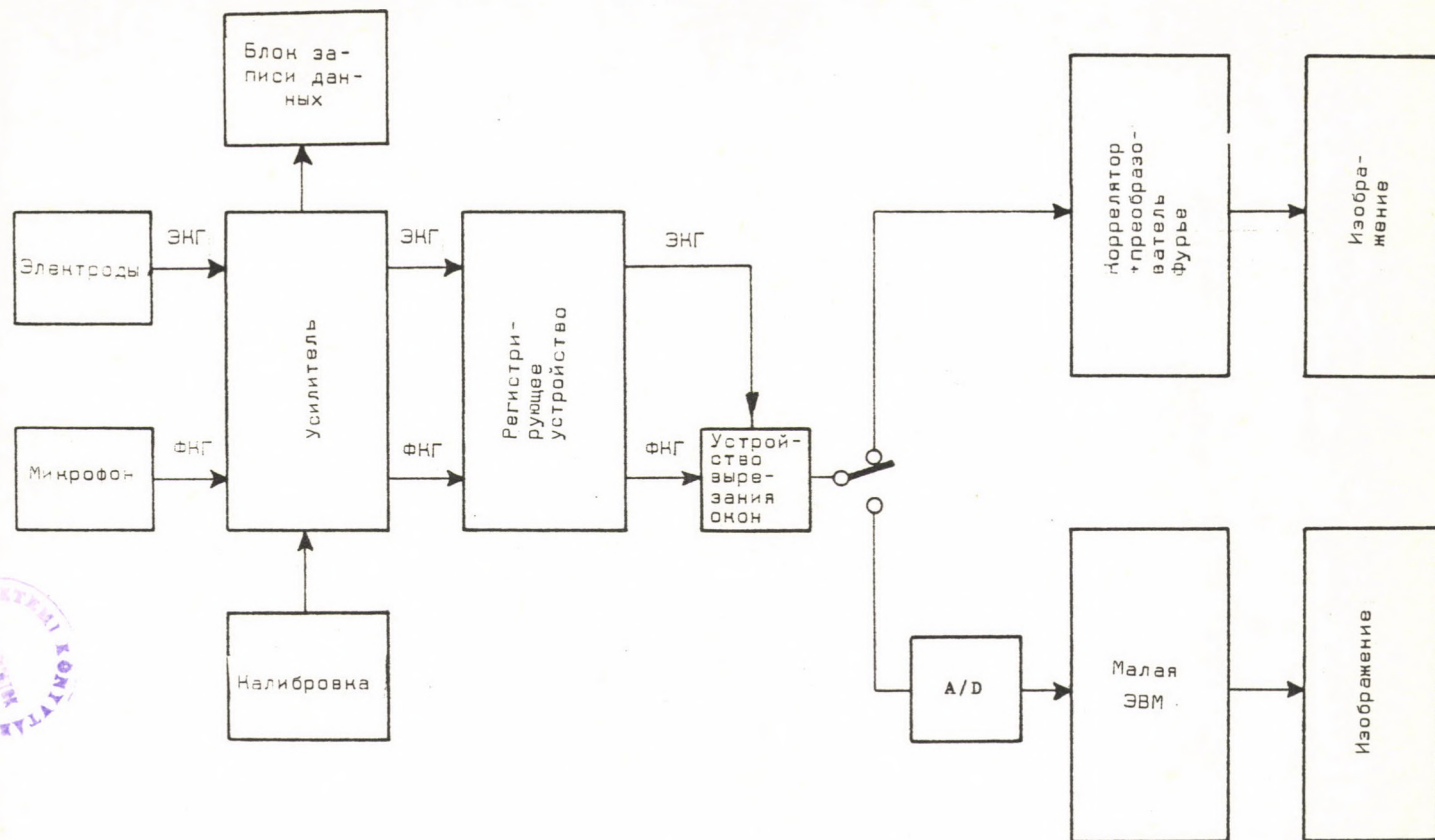 Блок за-
писи дан-
ных
Электроды
ЭКГ
Усилитель
ЭКГ
Регистри-
рующее
устройство
ЭКГ
Микрофон
ФКГ
ФКГ
ФКГ
Устрой-
ство
выре-
зания
окон
Калибровка
Коррелятор
+преобразо-
ватель
Фурье
Изобра-
жение
A/D
Малая
ЭВМ
Изображение
KÖNYVTÁR